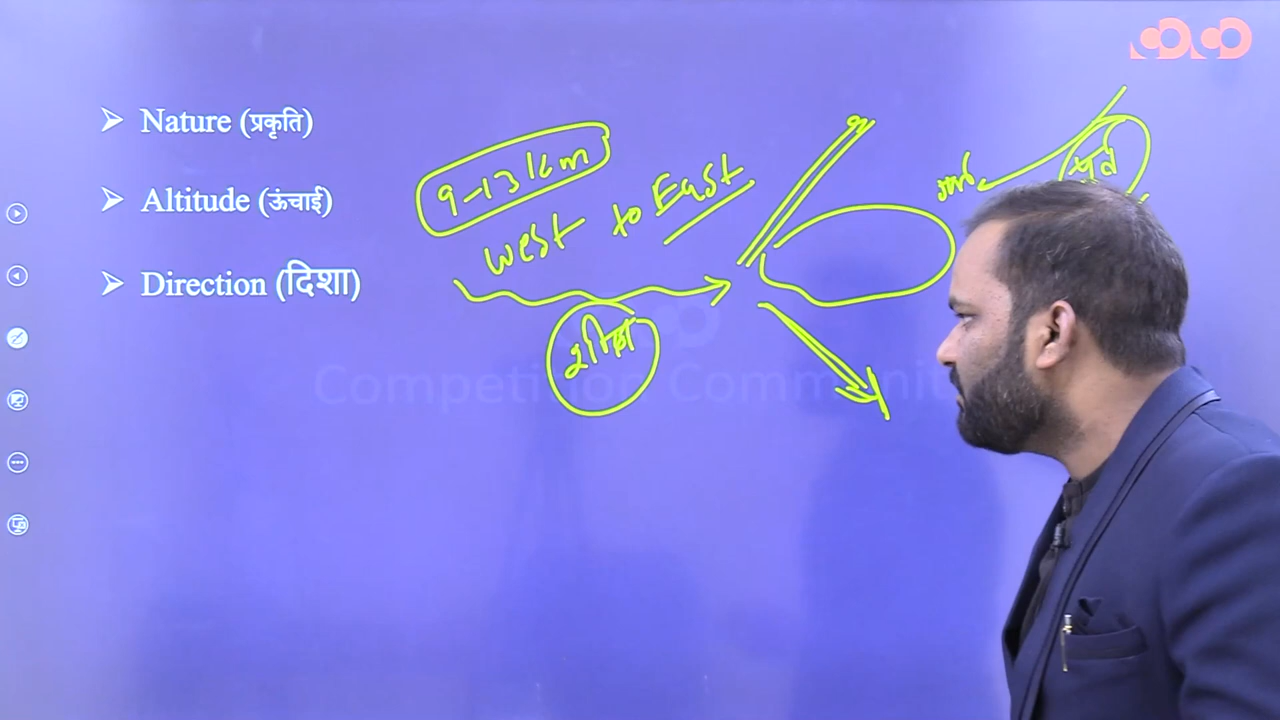 ➢ Nature (प्रकृति)
➢ Altitude (ऊंचाई)
➢ Direction (दिशा)
9-13 km
west to East
Competition Community